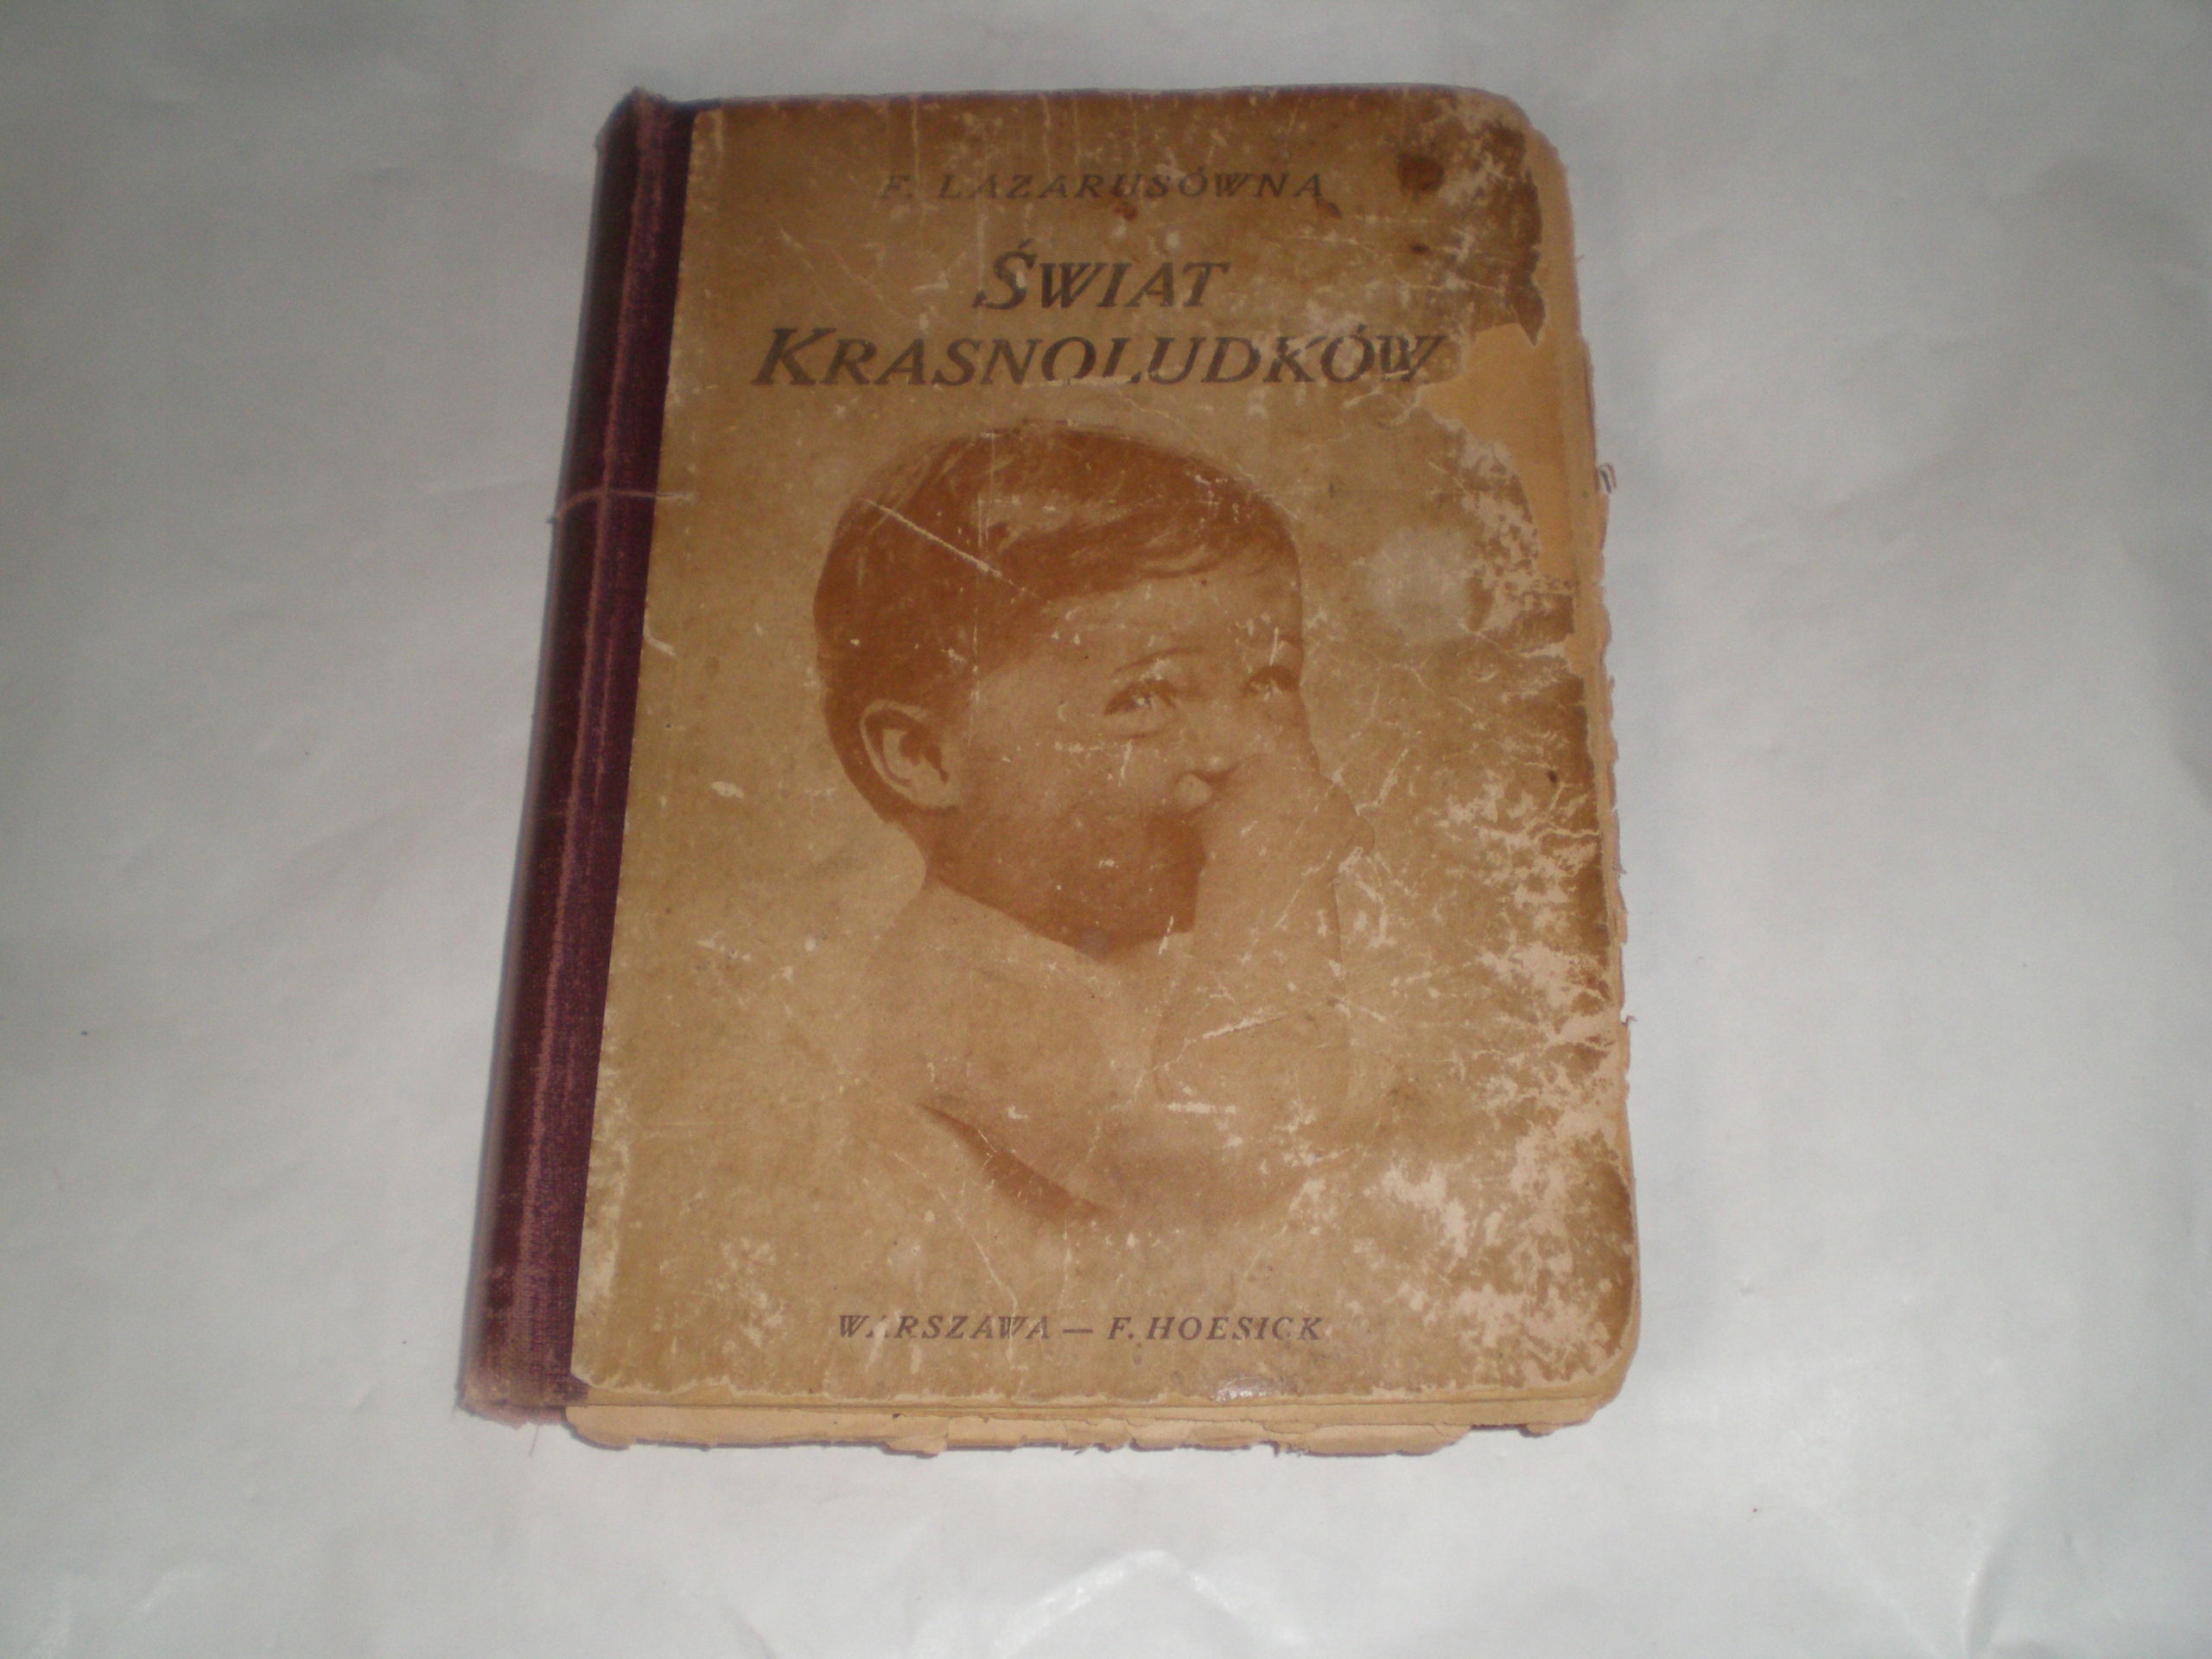 F. LAZARUSÓWNA
ŚWIAT
KRASNOLUDKÓW
WARSZAWA — F. HOESICK